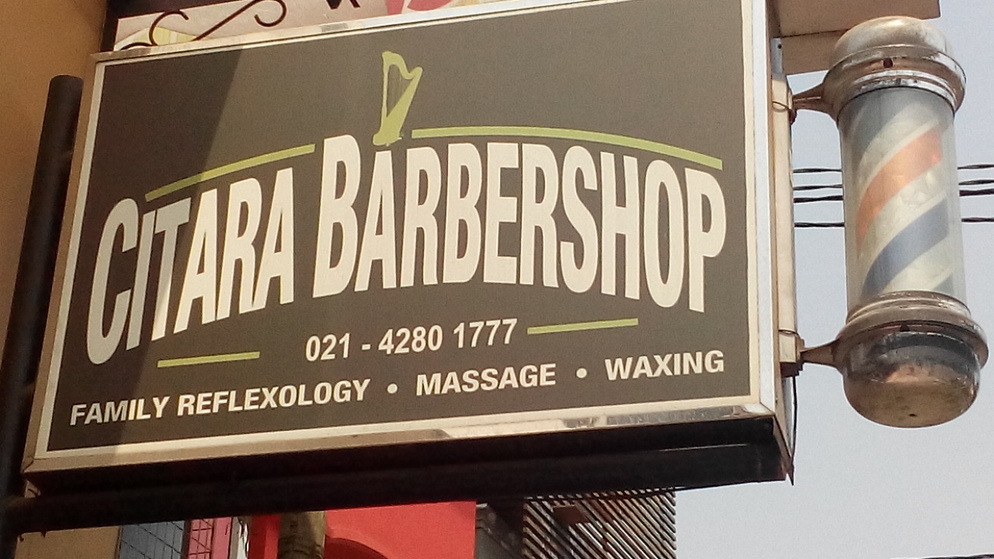 CITARA BARBERSHOP
021 - 4280 1777
FAMILY REFLEXOLOGY • MASSAGE • WAXING